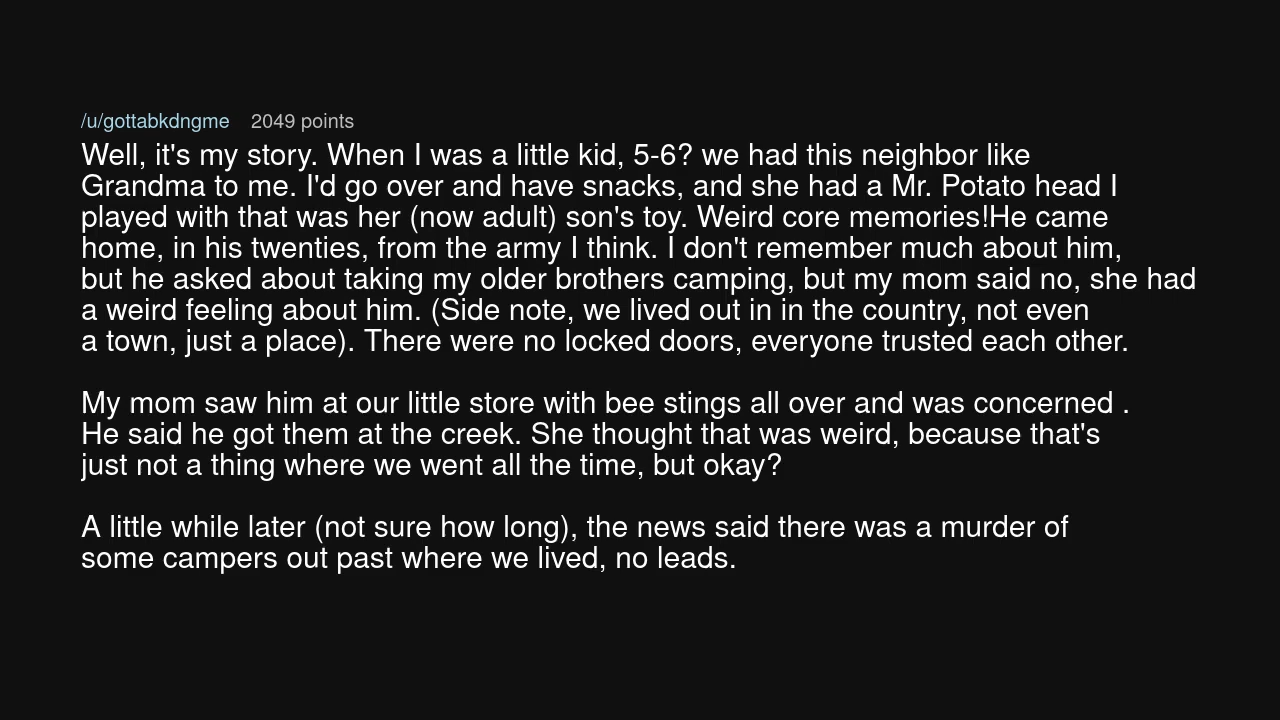 /u/gottabkdngme 2049 points
Well, it's my story. When I was a little kid, 5-6? we had this neighbor like
Grandma to me. I'd go over and have snacks, and she had a Mr. Potato head I
played with that was her (now adult) son's toy. Weird core memories!He came
home, in his twenties, from the army I think. I don't remember much about him,
but he asked about taking my older brothers camping, but my mom said no, she had
a weird feeling about him. (Side note, we lived out in in the country, not even
a town, just a place). There were no locked doors, everyone trusted each other.
My mom saw him at our little store with bee stings all over and was concerned .
He said he got them at the creek. She thought that was weird, because that's
just not a thing where we went all the time, but okay?
A little while later (not sure how long), the news said there was a murder of
some campers out past where we lived, no leads.